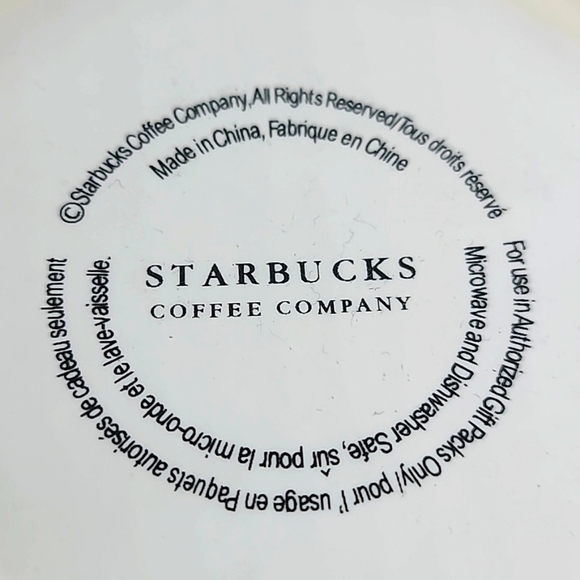 ©Starbucks Coffee Company,All Rights Reserved/Tous droits réservé
Made in China, Fabrique en Chine
STARBUCKS
COFFEE COMPANY
For use in Authorized Gift Packs Only/ pour l' usage en Paquets autorisés de cadeau seulement
Microwave and Dishwasher Safe, sûr pour la micro-onde et le lave-vaisselle.